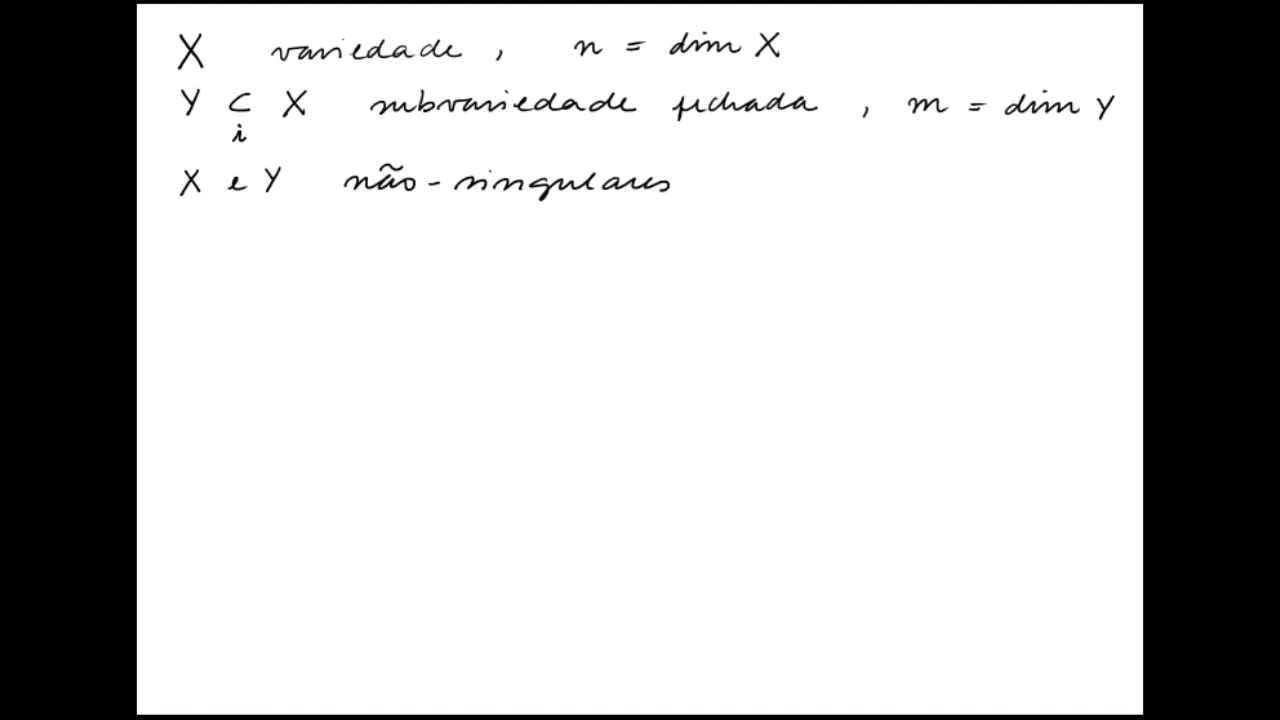 X variedade, n = dim X
Y ⊂ X subvariedade fechada, m = dim Y
i
X e Y não-singulares